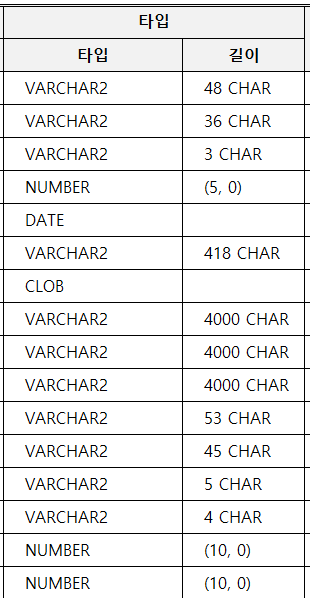 타입
타입 길이
VARCHAR2 48 CHAR
VARCHAR2 36 CHAR
VARCHAR2 3 CHAR
NUMBER (5, 0)
DATE
VARCHAR2 418 CHAR
CLOB
VARCHAR2 4000 CHAR
VARCHAR2 4000 CHAR
VARCHAR2 4000 CHAR
VARCHAR2 53 CHAR
VARCHAR2 45 CHAR
VARCHAR2 5 CHAR
VARCHAR2 4 CHAR
NUMBER (10, 0)
NUMBER (10, 0)